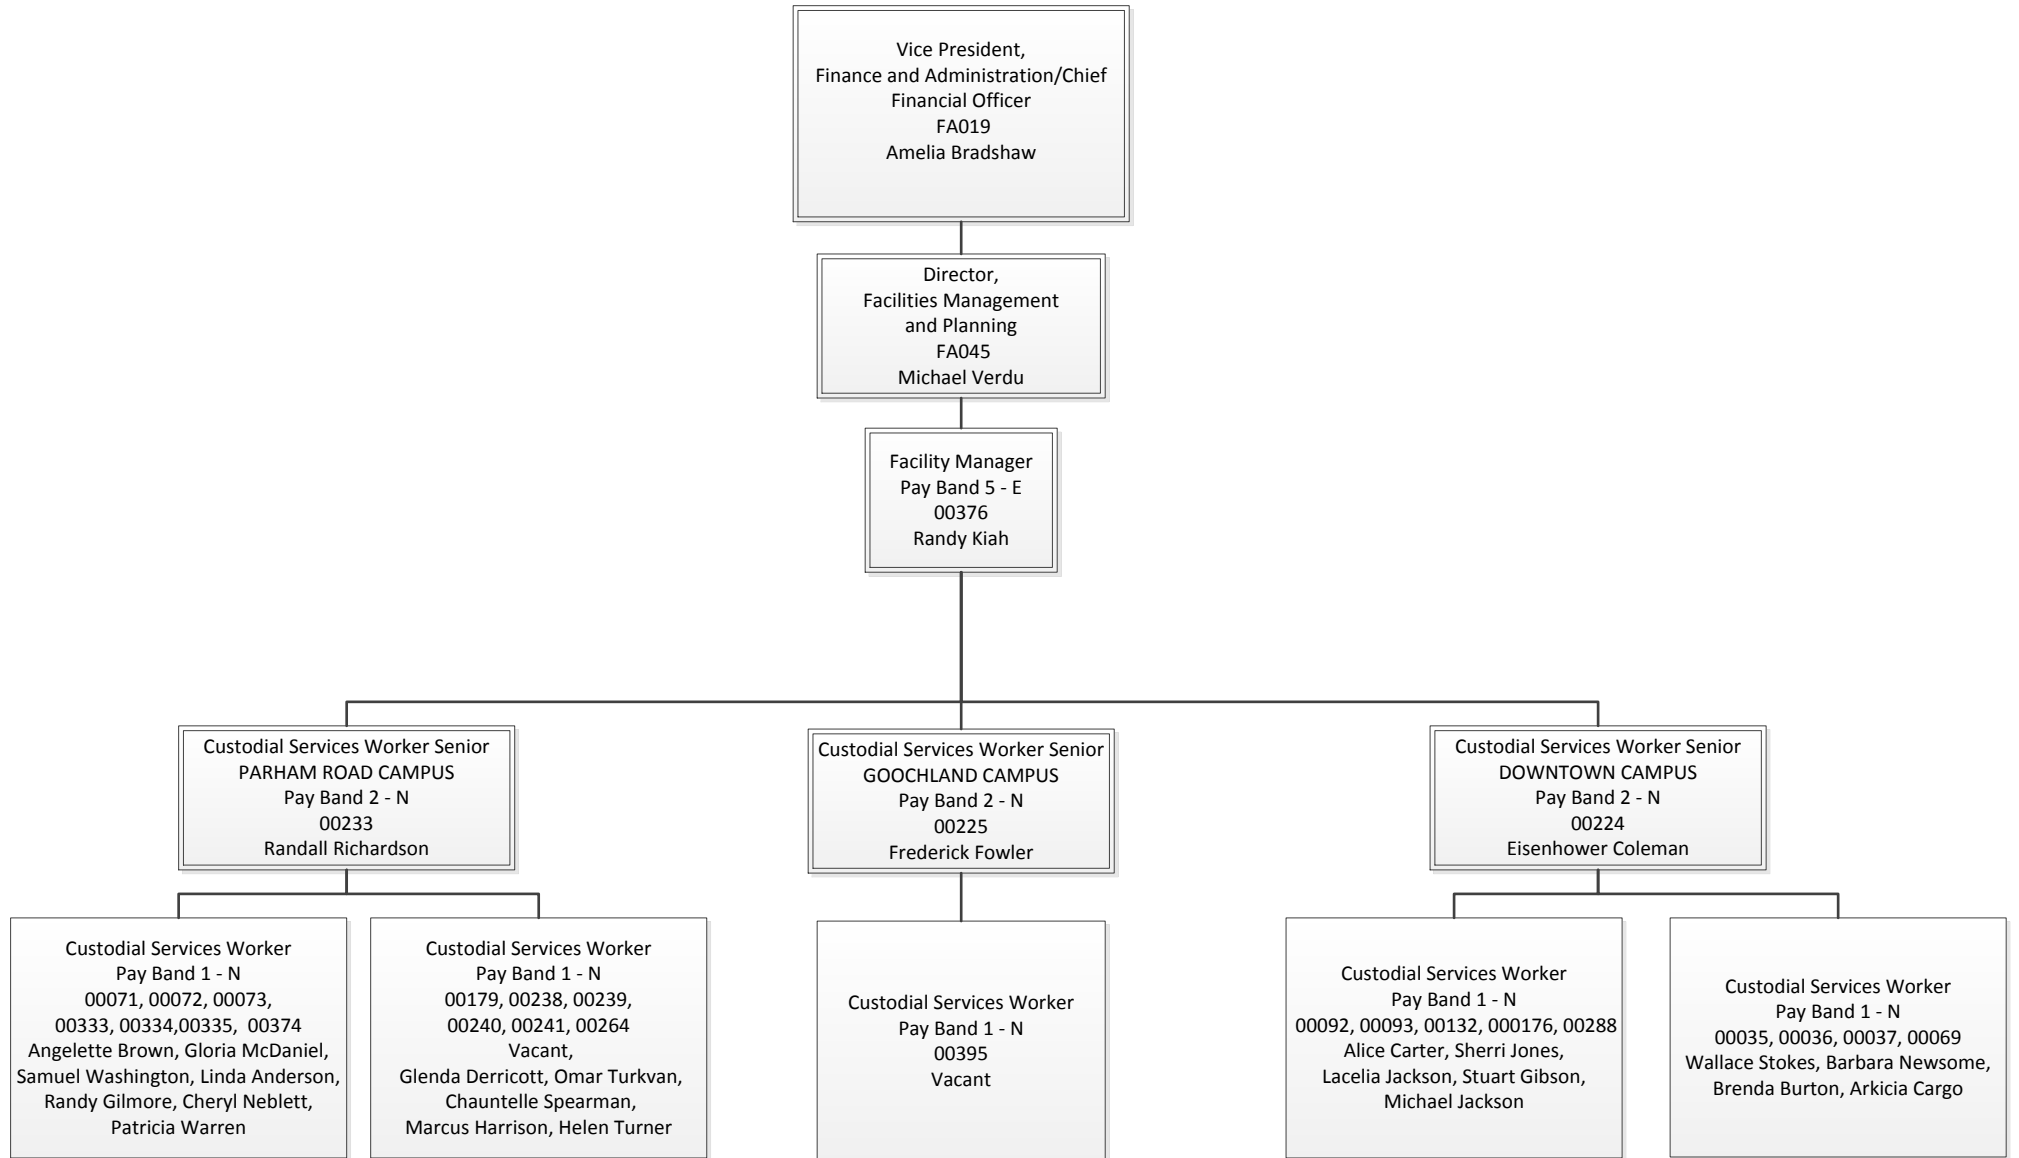 Vice President,
Finance and Administration/Chief
Financial Officer
FA019
Amelia Bradshaw
Director,
Facilities Management
and Planning
FA045
Michael Verdu
Facility Manager
Pay Band 5 - E
00376
Randy Kiah
Custodial Services Worker Senior
PARHAM ROAD CAMPUS
Pay Band 2 - N
00233
Randall Richardson
Custodial Services Worker Senior
GOOCHLAND CAMPUS
Pay Band 2 - N
00225
Frederick Fowler
Custodial Services Worker Senior
DOWNTOWN CAMPUS
Pay Band 2 - N
00224
Eisenhower Coleman
Custodial Services Worker
Pay Band 1 - N
00071, 00072, 00073,
00333, 00334,00335,  00374
Angelette Brown, Gloria McDaniel,
Samuel Washington, Linda Anderson,
Randy Gilmore, Cheryl Neblett,
Patricia Warren
Custodial Services Worker
Pay Band 1 - N
00179, 00238, 00239,
00240, 00241, 00264
Vacant,
Glenda Derricott, Omar Turkvan,
Chauntelle Spearman,
Marcus Harrison, Helen Turner
Custodial Services Worker
Pay Band 1 - N
00395
Vacant
Custodial Services Worker
Pay Band 1 - N
00092, 00093, 00132, 000176, 00288
Alice Carter, Sherri Jones,
Lacelia Jackson, Stuart Gibson,
Michael Jackson
Custodial Services Worker
Pay Band 1 - N
00035, 00036, 00037, 00069
Wallace Stokes, Barbara Newsome,
Brenda Burton, Arkicia Cargo